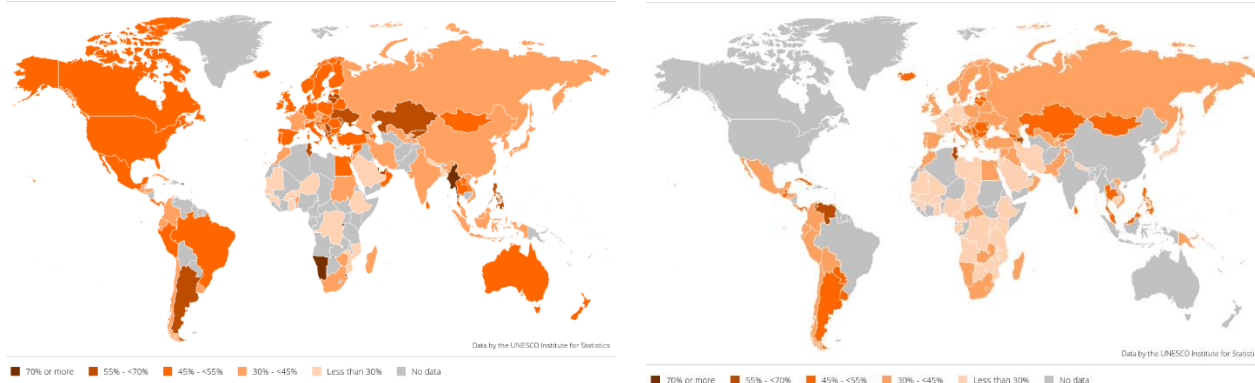 Data by the UNESCO Institute for Statistics
70% or more 55% - <70% 45% - <55% 30% - <45% Less than 30% No data
Data by the UNESCO Institute for Statisti
70% or more 55% - <70% 45% - <55% 30% - <45% Less than 30% No data